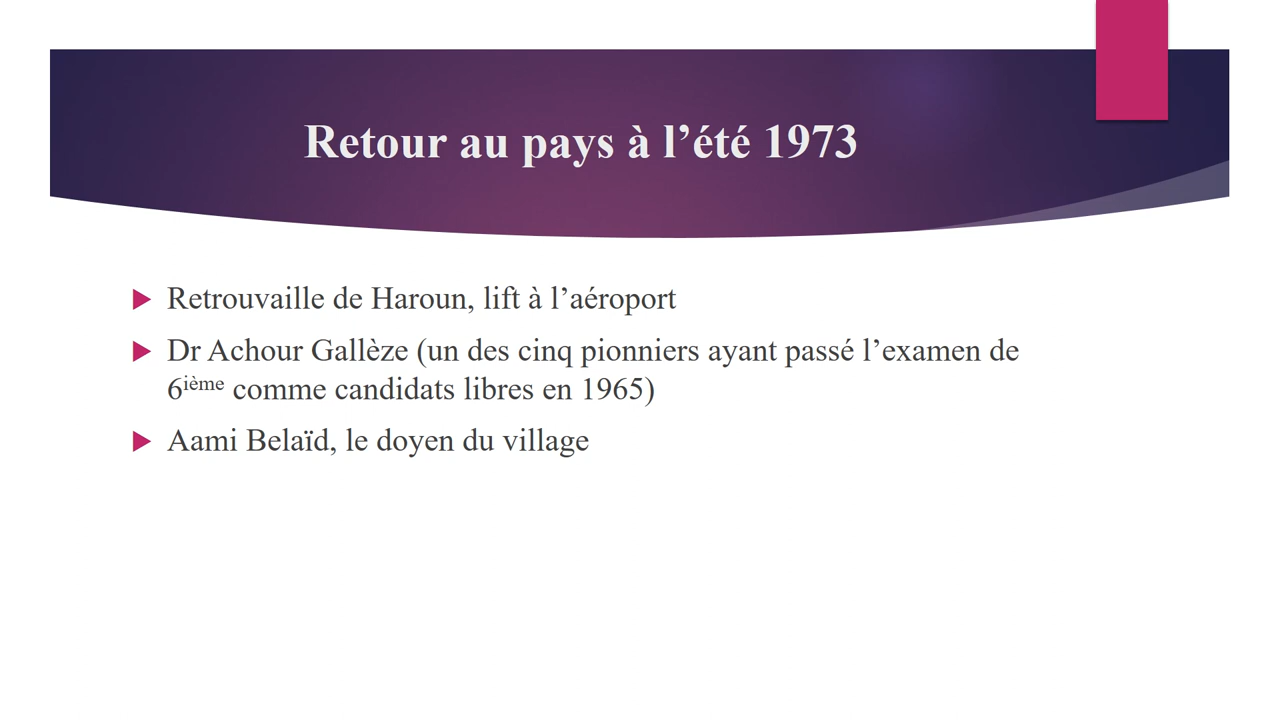 Retour au pays à l’été 1973
Retrouvaille de Haroun, lift à l’aéroport
Dr Achour Gallèze (un des cinq pionniers ayant passé l’examen de
6ième comme candidats libres en 1965)
Aami Belaïd, le doyen du village